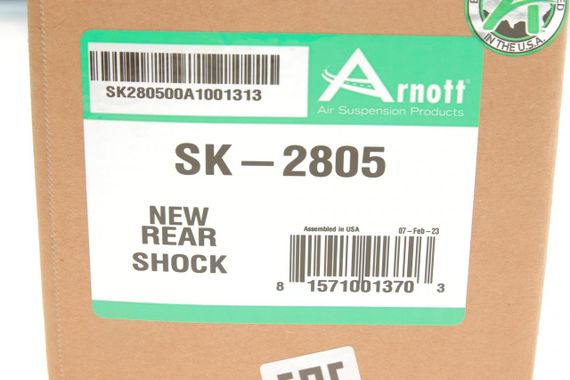 IN THE U.S.A.
SK280500A1001313
Arnott®
Air Suspension Products
SK-2805
NEW
REAR
SHOCK
Assembled in USA 07-Feb-23
8 1571001370 3